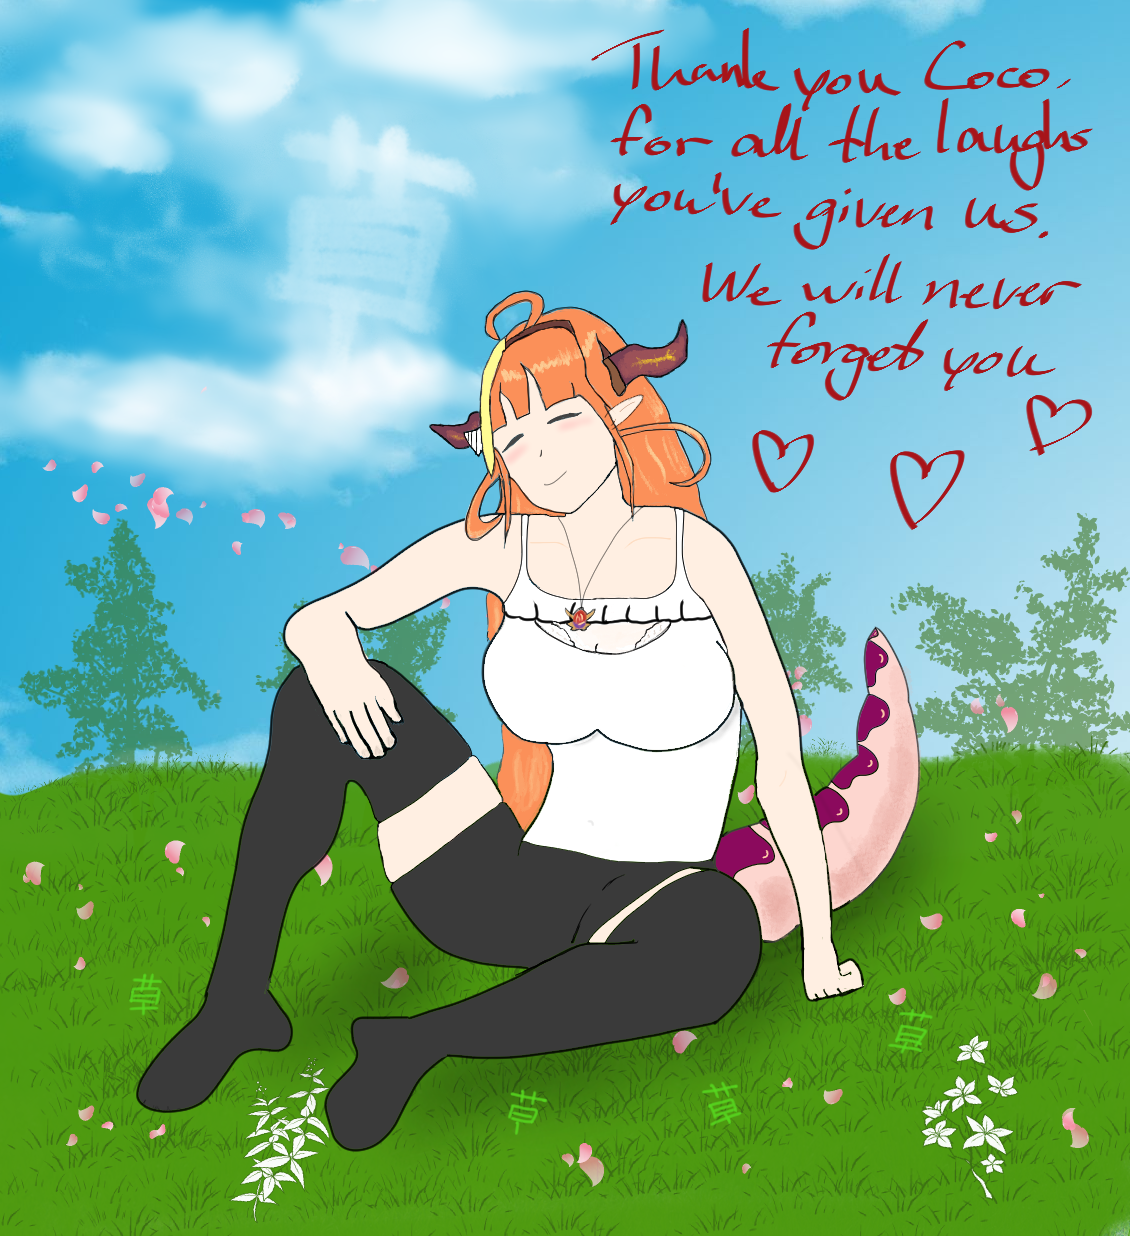 Thank you Coco,
for all the laughs
you've given us.
We will never
forget you
草
草
草
草
草